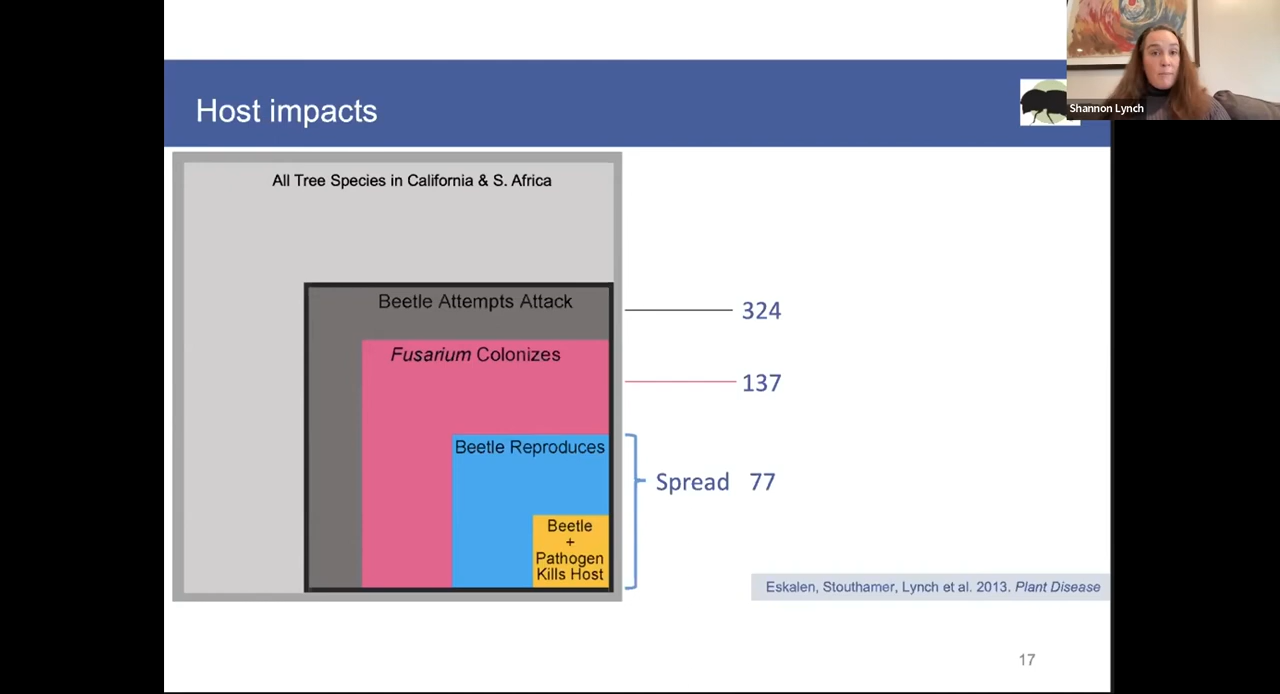 Shannon Lynch
Host impacts
All Tree Species in California & S. Africa
Beetle Attempts Attack
324
Fusarium Colonizes
137
Beetle Reproduces
Spread 77
Beetle
+
Pathogen
Kills Host
Eskalen, Stouthamer, Lynch et al. 2013. Plant Disease
17